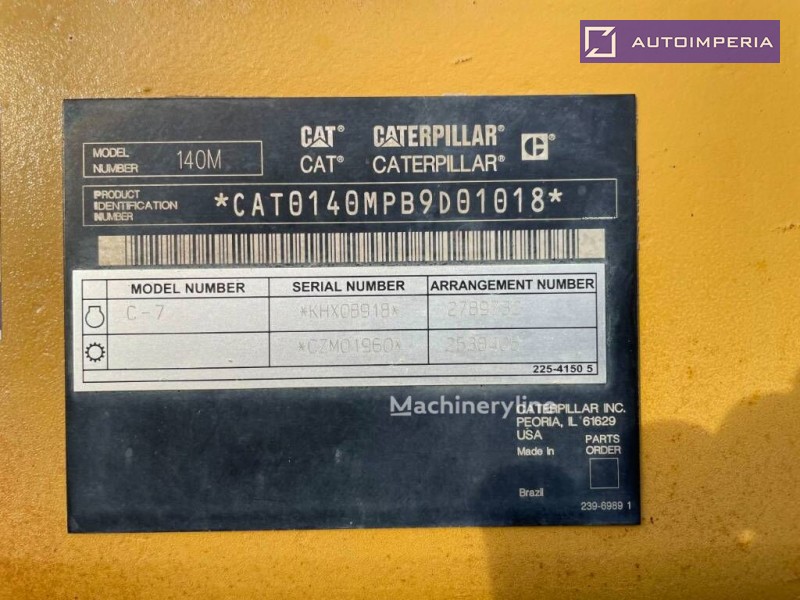 AUTOIMPERIA
CAT® CATERPILLAR®
CAT® CATERPILLAR®
MODEL NUMBER 140M
PRODUCT IDENTIFICATION NUMBER *CAT0140MPB9D01018*
MODEL NUMBER SERIAL NUMBER ARRANGEMENT NUMBER
C-7 *KHX08918*
*CZM01960*
225-4150 5
Machineryline
CATERPILLAR INC.
PEORIA, IL 61629
USA
Made In
PARTS ORDER
Brazil
239-6989 1